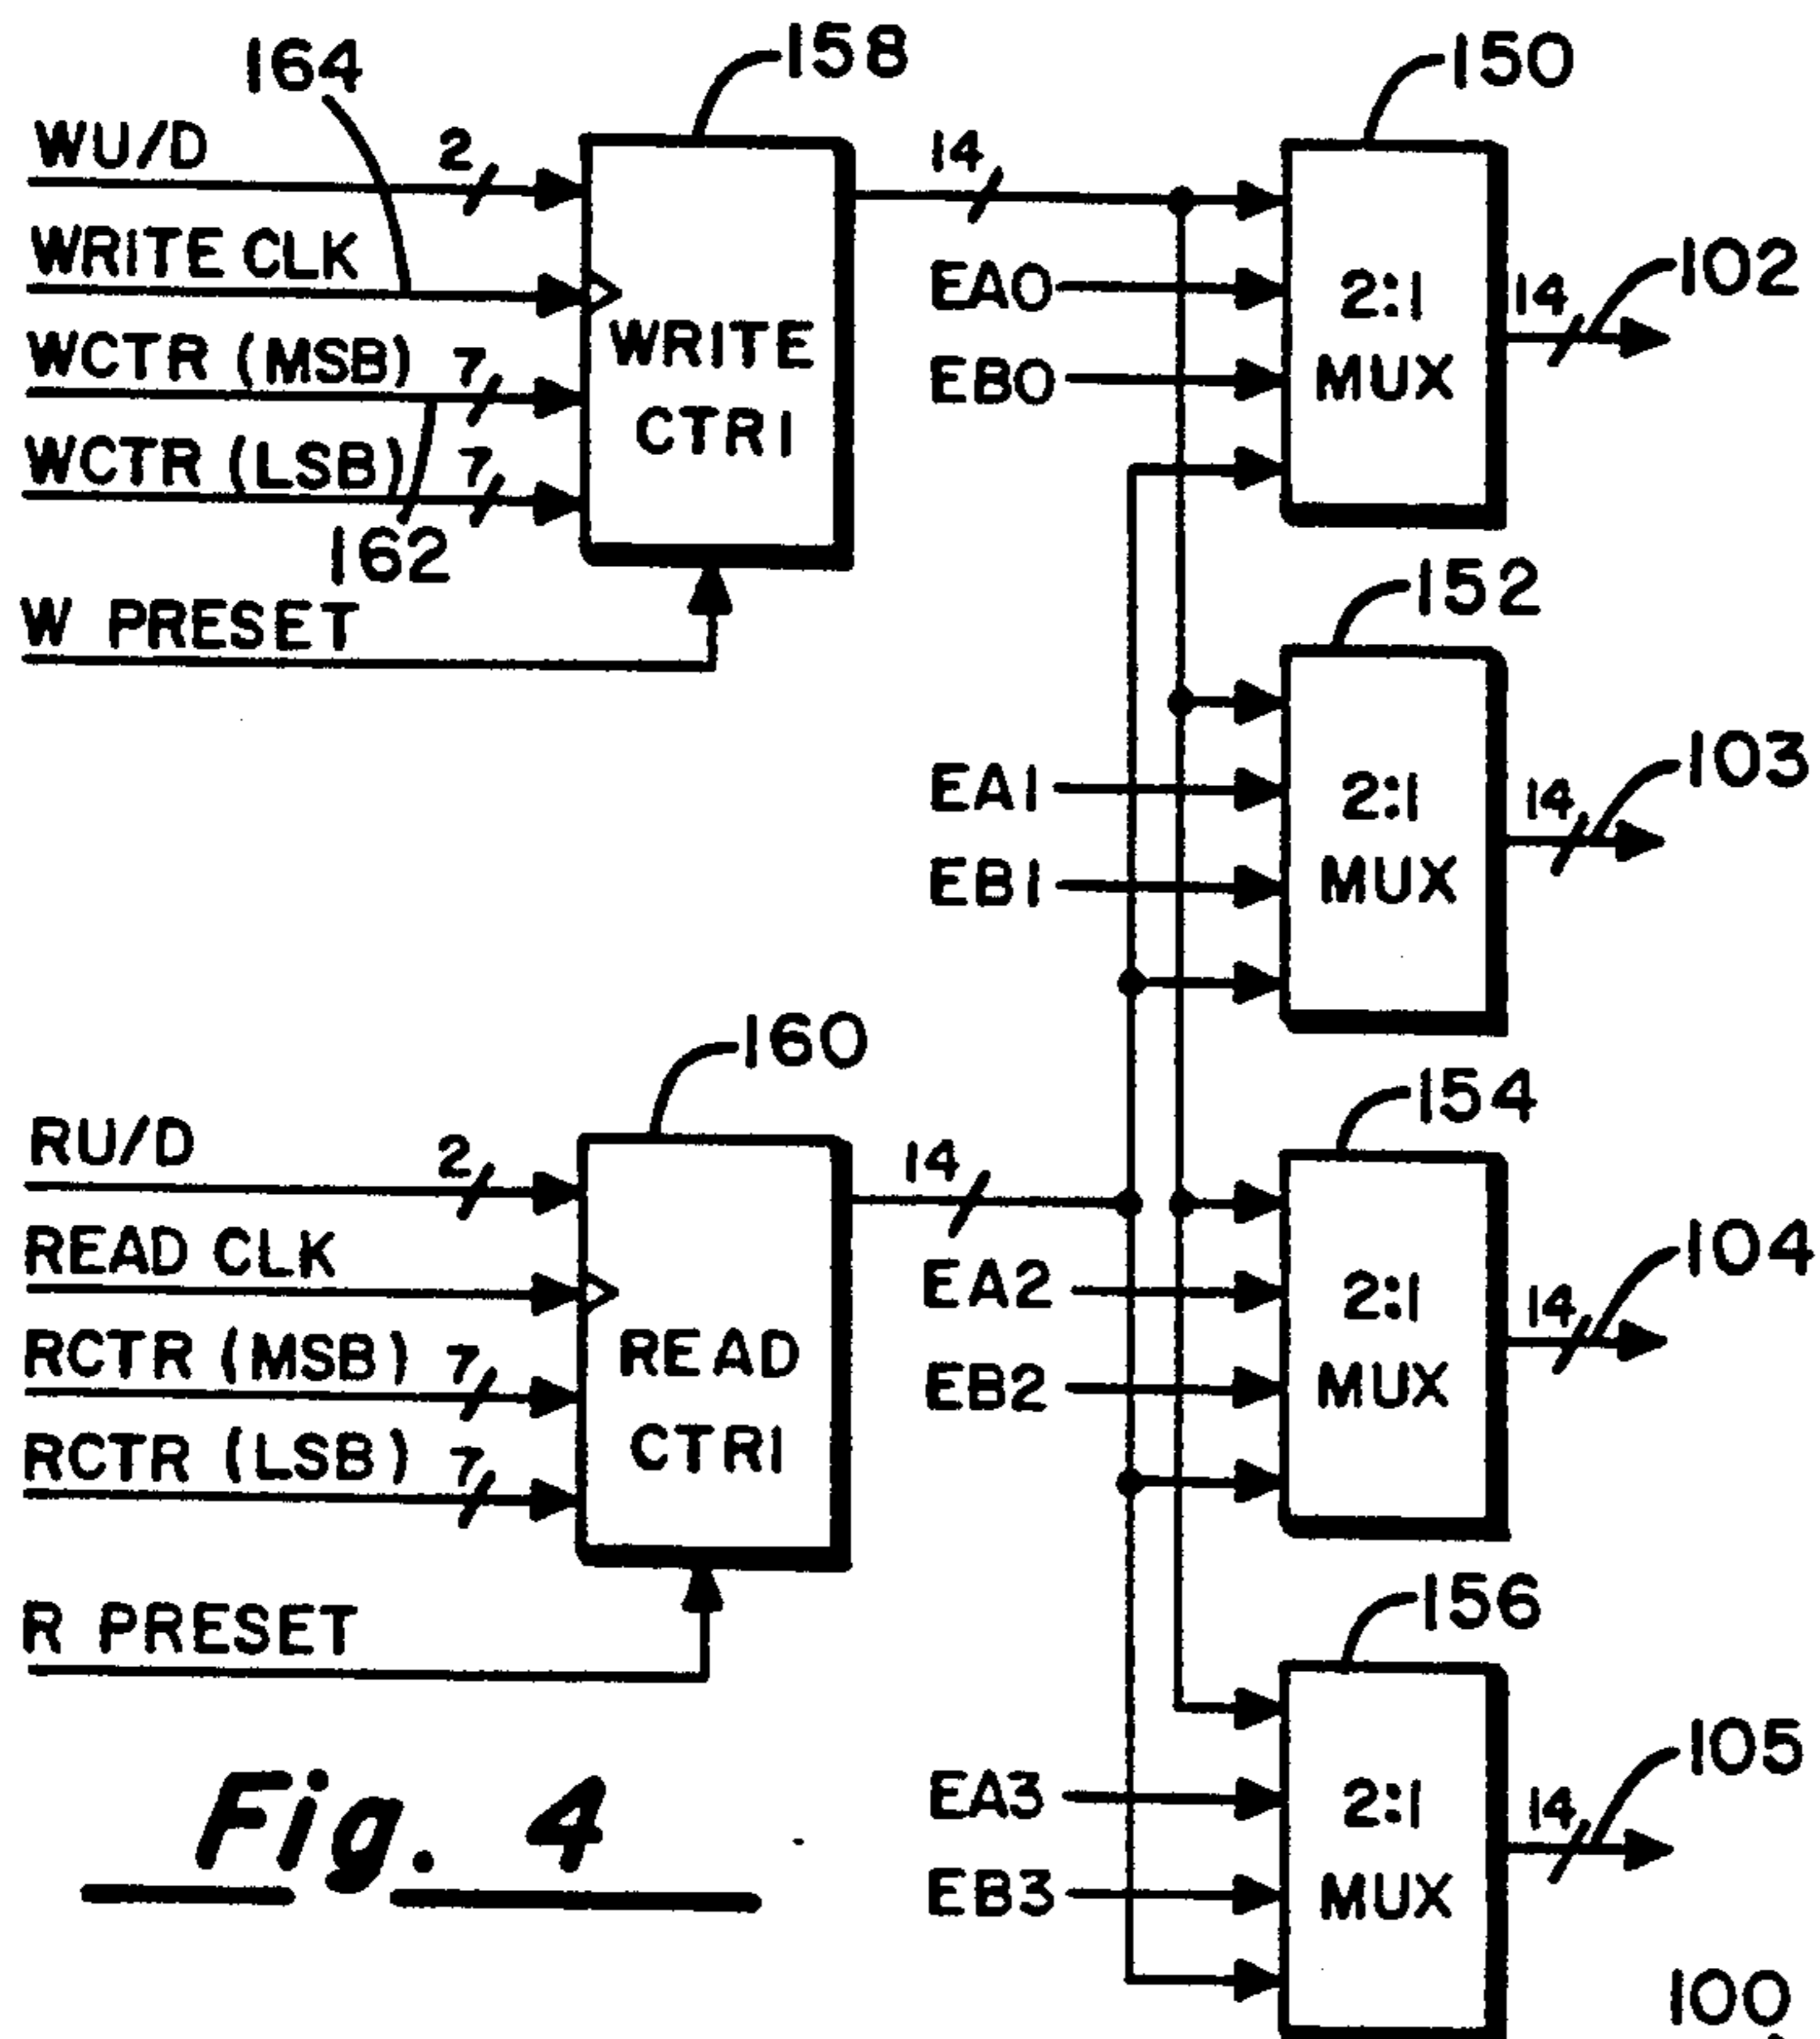 164
158
150
WU/D
2
14
WRITE CLK
EA0
2:1
14
102
WCTR (MSB)
7
WRITE
EB0
MUX
WCTR (LSB)
7
CTR1
162
W PRESET
152
EA1
2:1
14
103
EB1
MUX
160
154
RU/D
2
14
READ CLK
EA2
2:1
14
104
RCTR (MSB)
7
READ
EB2
MUX
RCTR (LSB)
7
CTR1
R PRESET
156
EA3
2:1
14
105
EB3
MUX
Fig. 4
100